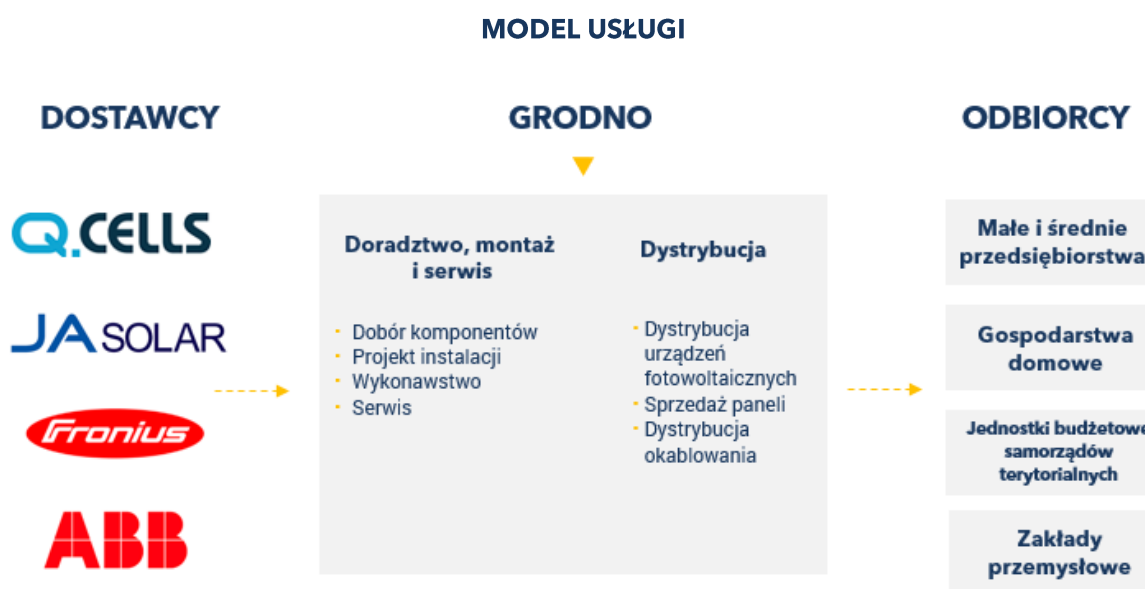 MODEL USŁUGI
DOSTAWCY
GRODNO
ODBIORCY
Q.CELLS
JA SOLAR
Fronius
ABB
Doradztwo, montaż
i serwis
Dobór komponentów
Projekt instalacji
Wykonawstwo
Serwis
Dystrybucja
Dystrybucja
urządzeń
fotowoltaicznych
Sprzedaż paneli
Dystrybucja
okablowania
Małe i średnie
przedsiębiorstwa
Gospodarstwa
domowe
Jednostki budżetowe
samorządów
terytorialnych
Zakłady
przemysłowe